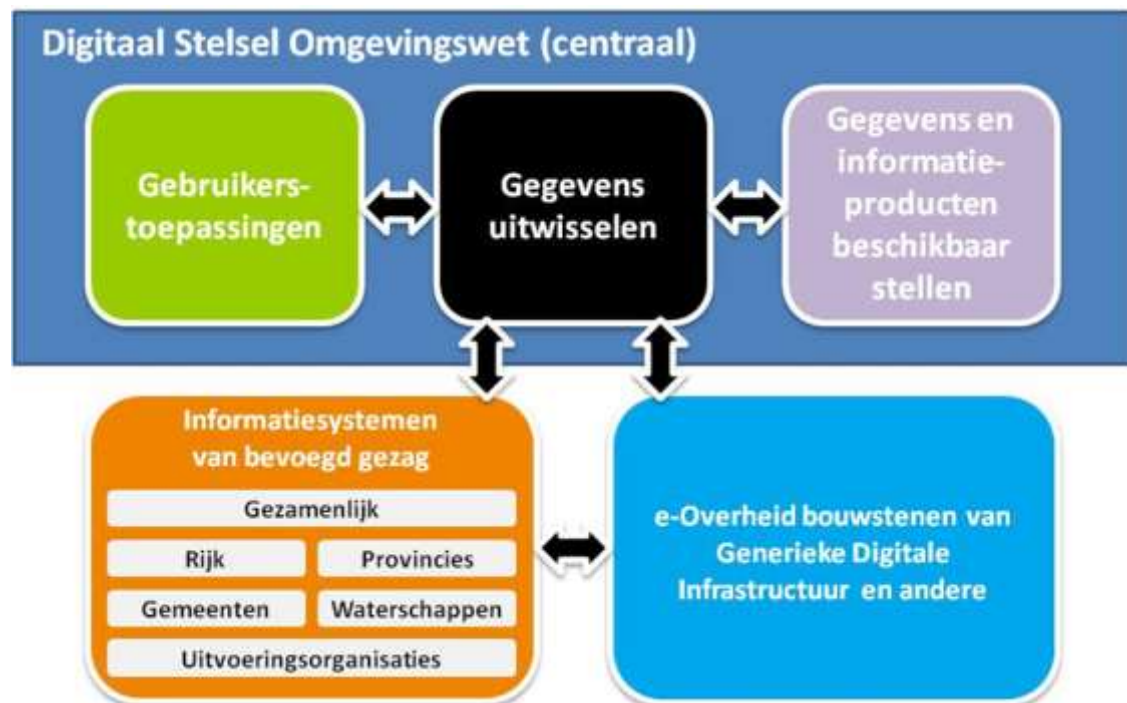 Digitaal Stelsel Omgevingswet (centraal)
Gebruikers-
toepassingen
Gegevens
uitwisselen
Gegevens en
informatie-
producten
beschikbaar
stellen
Informatiesystemen
van bevoegd gezag
Gezamenlijk
Rijk
Provincies
Gemeenten
Waterschappen
Uitvoeringsorganisaties
e-Overheid bouwstenen van
Generieke Digitale
Infrastructuur en andere